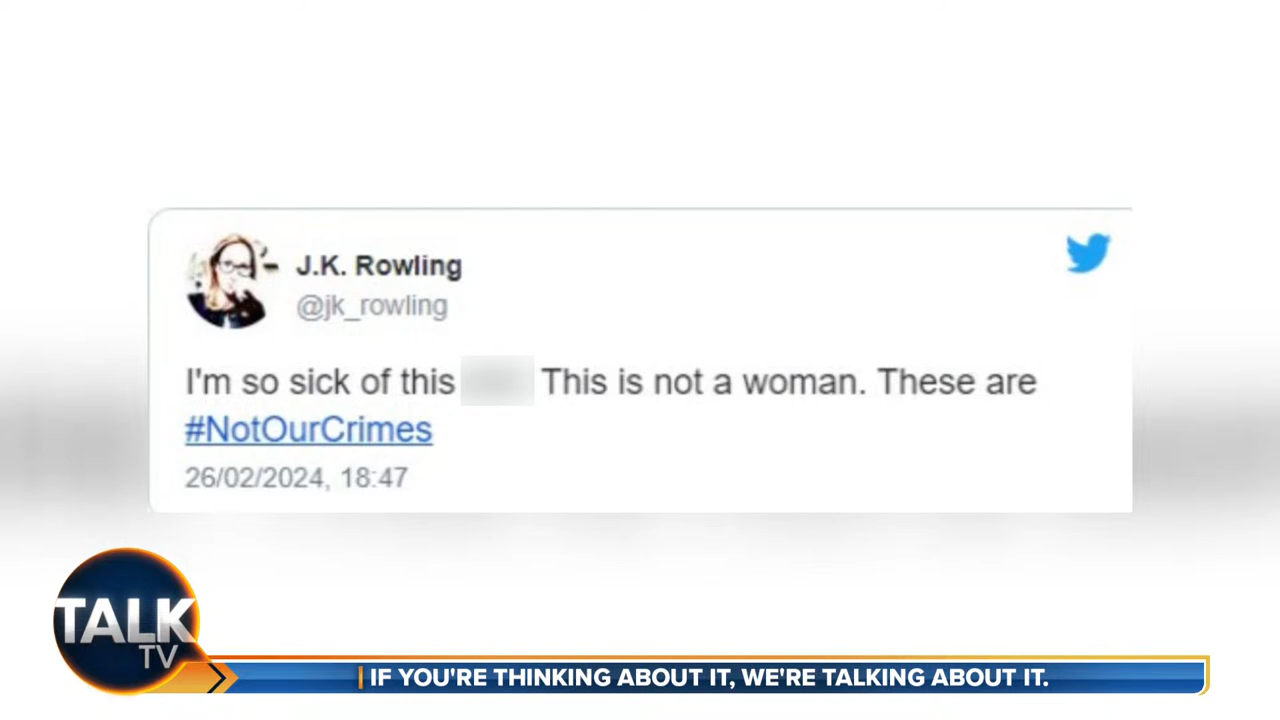 J.K. Rowling
@jk_rowling
I'm so sick of this This is not a woman. These are
#NotOurCrimes
26/02/2024, 18:47
TALK
TV
IF YOU'RE THINKING ABOUT IT, WE'RE TALKING ABOUT IT.